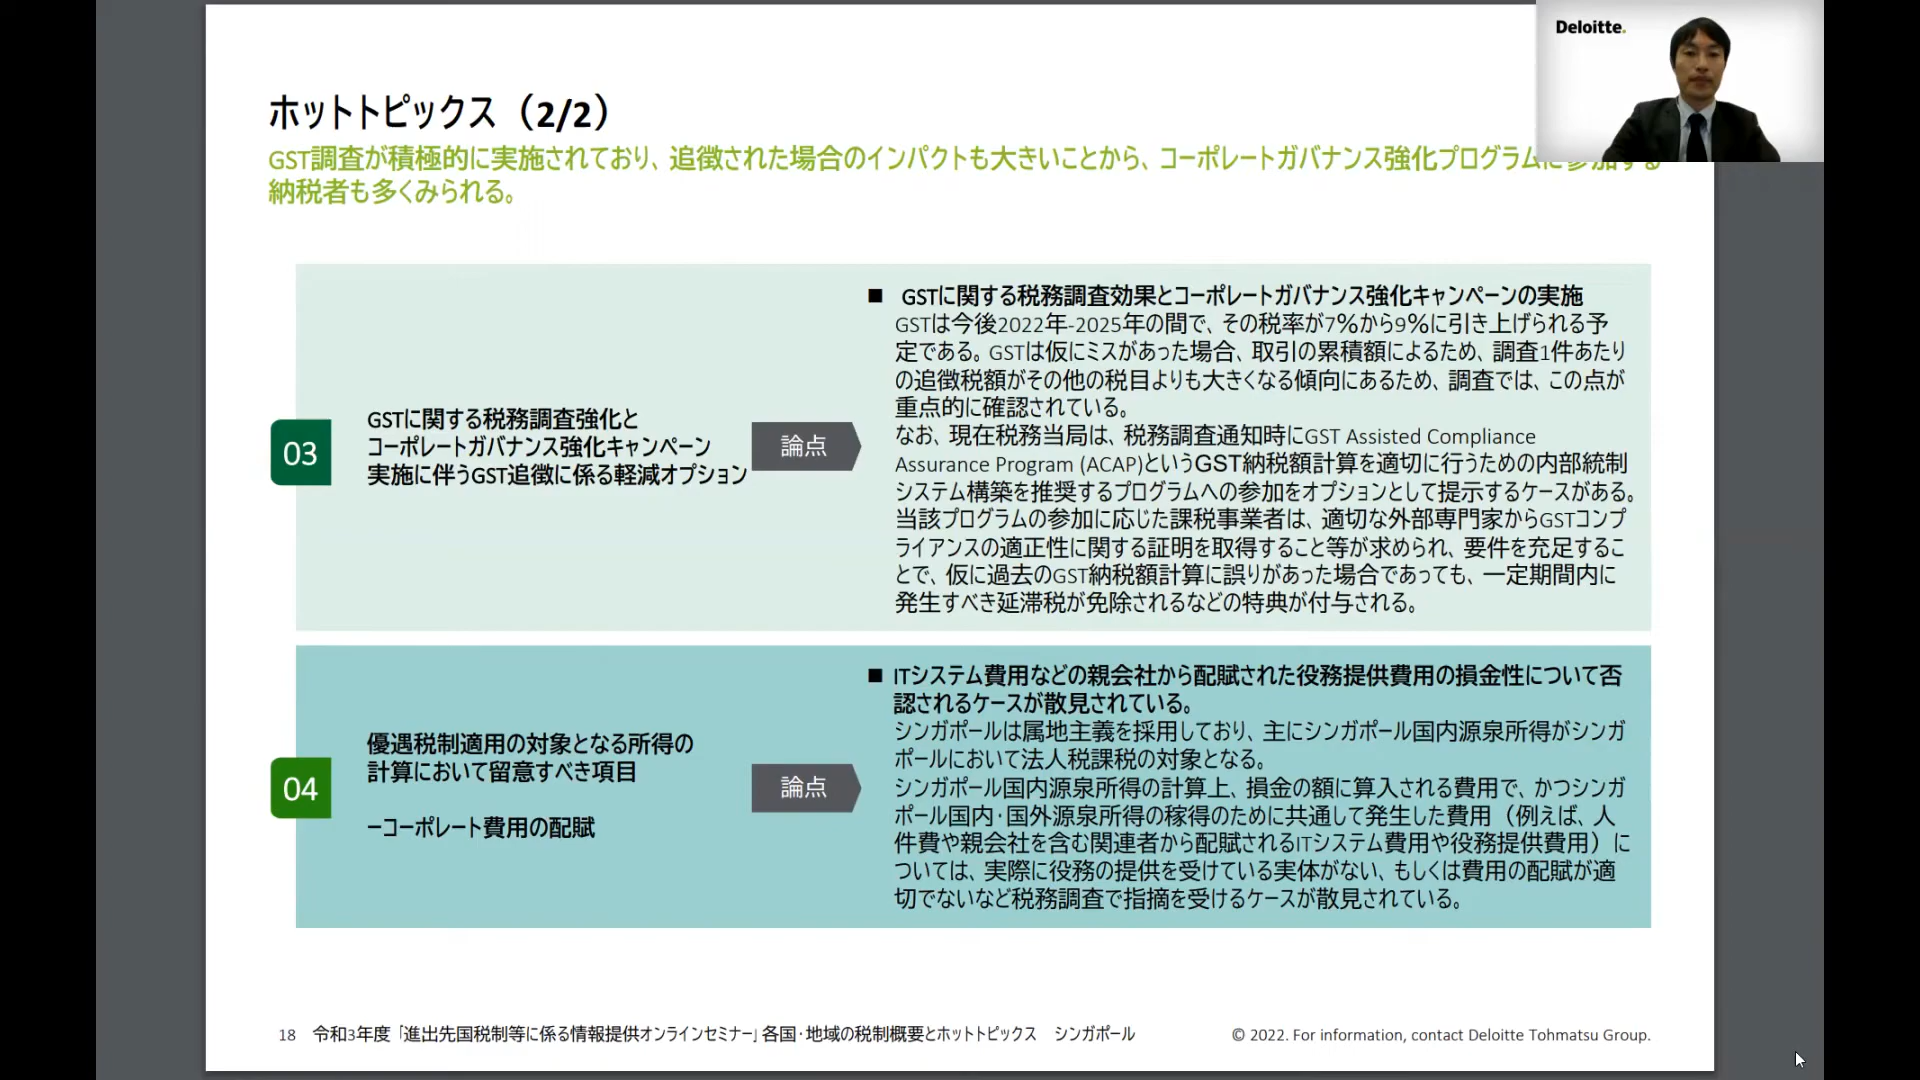 Deloitte.
ホットトピックス（2/2）
GST調査が積極的に実施されており、追徴された場合のインパクトも大きいことから、コーポレートガバナンス強化プログラムに参加する
納税者も多くみられる。
03
GSTに関する税務調査強化と
コーポレートガバナンス強化キャンペーン
実施に伴うGST追徴に係る軽減オプション
論点
■ GSTに関する税務調査効果とコーポレートガバナンス強化キャンペーンの実施
GSTは今後2022年-2025年の間で、その税率が7％から9％に引き上げられる予
定である。GSTは仮にミスがあった場合、取引の累積額によるため、調査1件あたり
の追徴税額がその他の税目よりも大きくなる傾向にあるため、調査では、この点が
重点的に確認されている。
なお、現在税務当局は、税務調査通知時にGST Assisted Compliance
Assurance Program (ACAP)というGST納税額計算を適切に行うための内部統制
システム構築を推奨するプログラムへの参加をオプションとして提示するケースがある。
当該プログラムの参加に応じた課税事業者は、適切な外部専門家からGSTコンプ
ライアンスの適正性に関する証明を取得すること等が求められ、要件を充足するこ
とで、仮に過去のGST納税額計算に誤りがあった場合であっても、一定期間内に
発生すべき延滞税が免除されるなどの特典が付与される。
04
優遇税制適用の対象となる所得の
計算において留意すべき項目
–コーポレート費用の配賦
論点
■ ITシステム費用などの親会社から配賦された役務提供費用の損金性について否
認されるケースが散見されている。
シンガポールは属地主義を採用しており、主にシンガポール国内源泉所得がシンガ
ポールにおいて法人税課税の対象となる。
シンガポール国内源泉所得の計算上、損金の額に算入される費用で、かつシンガ
ポール国内・国外源泉所得の稼得のために共通して発生した費用（例えば、人
件費や親会社を含む関連者から配賦されるITシステム費用や役務提供費用）に
ついては、実際に役務の提供を受けている実体がない、もしくは費用の配賦が適
切でないなど税務調査で指摘を受けるケースが散見されている。
18 令和3年度「進出先国税制等に係る情報提供オンラインセミナー」各国・地域の税制概要とホットトピックス シンガポール
© 2022. For information, contact Deloitte Tohmatsu Group.